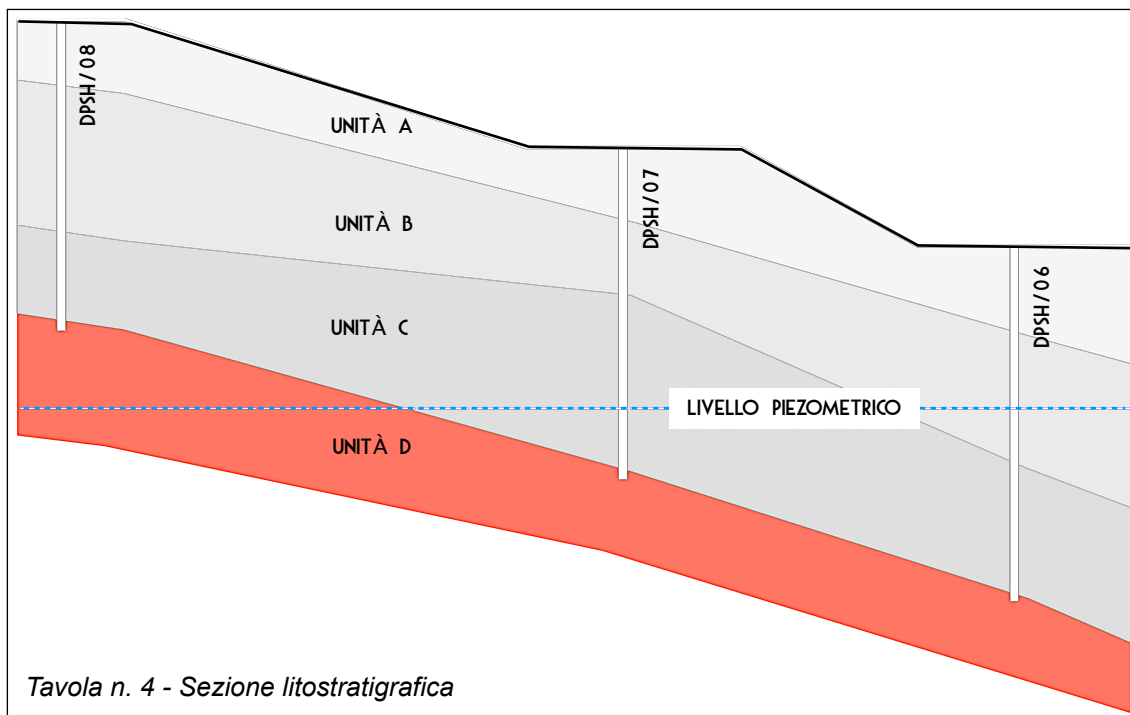 DPSH/08
UNITÀ A
DPSH/07
UNITÀ B
DPSH/06
UNITÀ C
LIVELLO PIEZOMETRICO
UNITÀ D
Tavola n. 4 - Sezione litostratigrafica